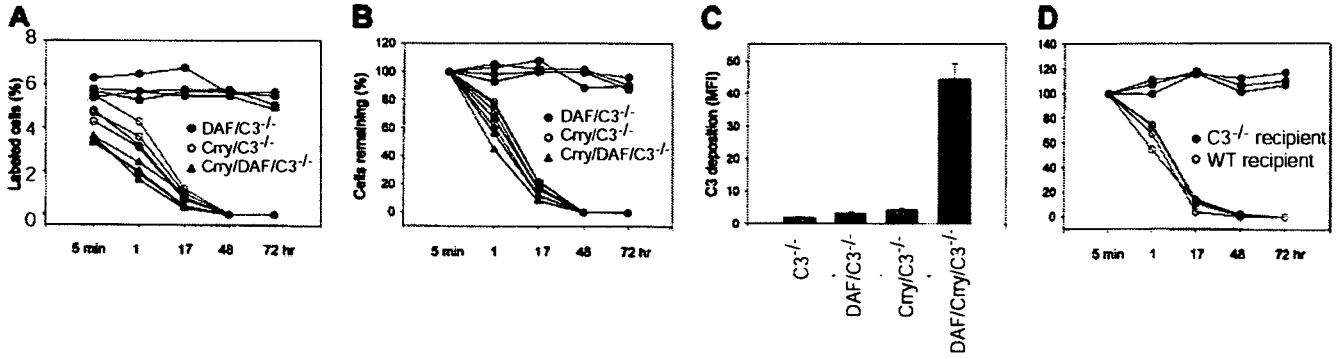 A
Labeled cells (%)
8
6
4
2
0
DAF/C3-/-
Crry/C3-/-
Crry/DAF/C3-/-
5 min 1 17 48 72 hr
B
Cells remaining (%)
120
100
80
60
40
20
0
DAF/C3-/-
Crry/C3-/-
Crry/DAF/C3-/-
5 min 1 17 48 72 hr
C
C3 deposition (MFI)
50
40
30
20
10
0
C3-/-
DAF/C3-/-
Crry/C3-/-
DAF/Crry/C3-/-
D
140
120
100
80
60
40
20
0
C3-/- recipient
WT recipient
5 min 1 17 48 72 hr